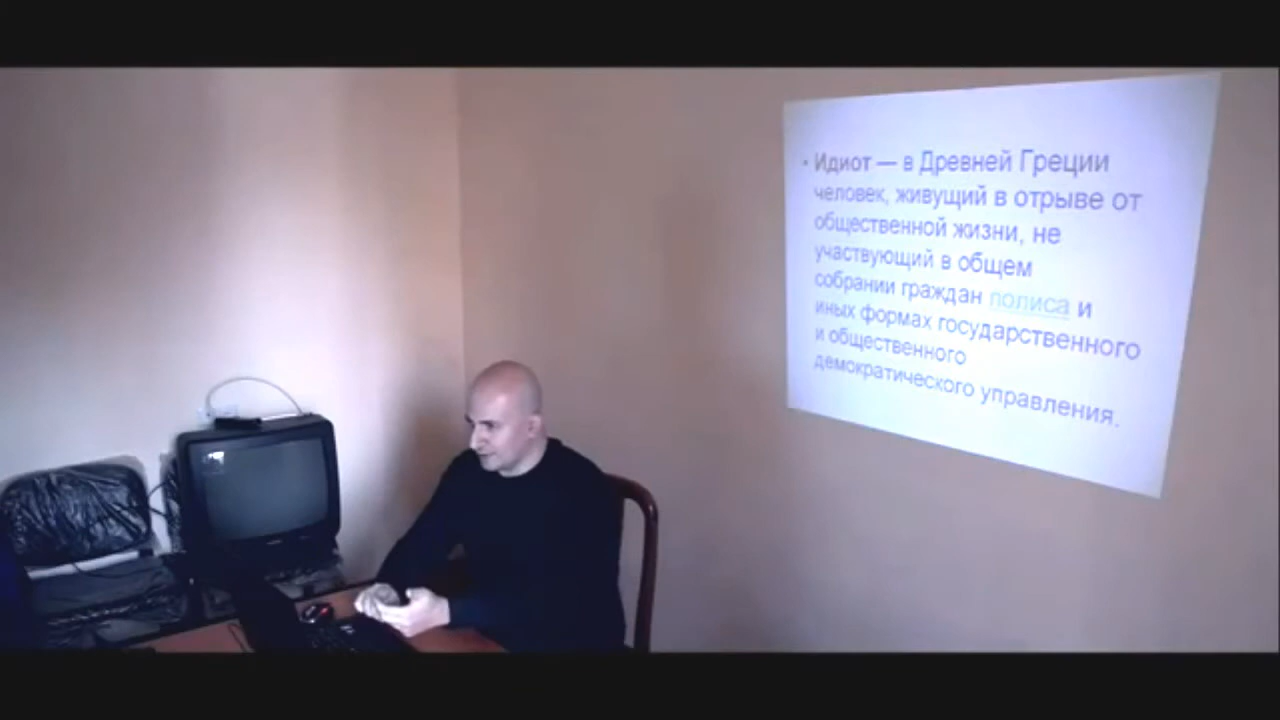 • Идиот — в Древней Греции
человек, живущий в отрыве от
общественной жизни, не
участвующий в общем
собрании граждан полиса и
иных формах государственного
и общественного
демократического управления.